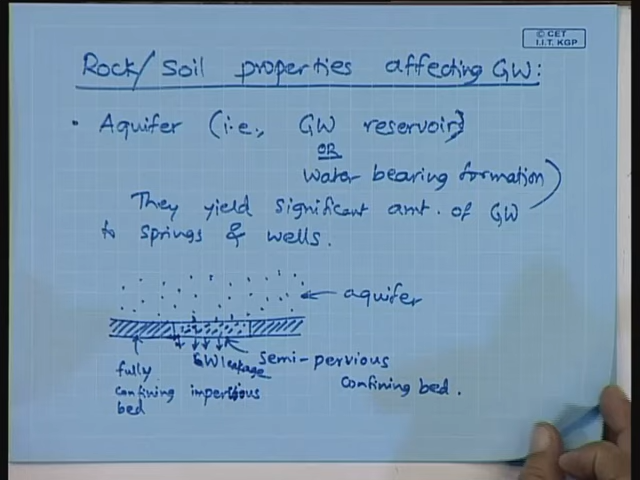 © CET
I.I.T. KGP
Rock/Soil properties affecting GW:
• Aquifer (i.e., GW reservoir}
OR
Water bearing formation)
They yield significant amt. of GW
to springs & wells.
aquifer
GW leakage
Semi-pervious
confining bed.
fully
confining impervious
bed